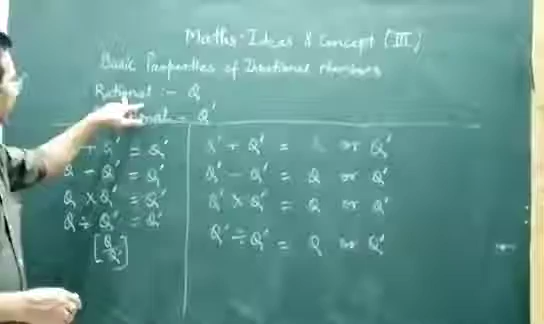 Maths-Ideas & Concept (III)
Basic Properties of Irrational numbers
Rational :- Q
Q'
+ Q' = Q'
Q - Q' = Q'
Q × Q' = Q'
Q ÷ Q' = Q'
[Q/Q']
Q' + Q' = Q or Q'
Q' - Q' = Q or Q'
Q' × Q' = Q or Q'
Q' ÷ Q' = Q or Q'